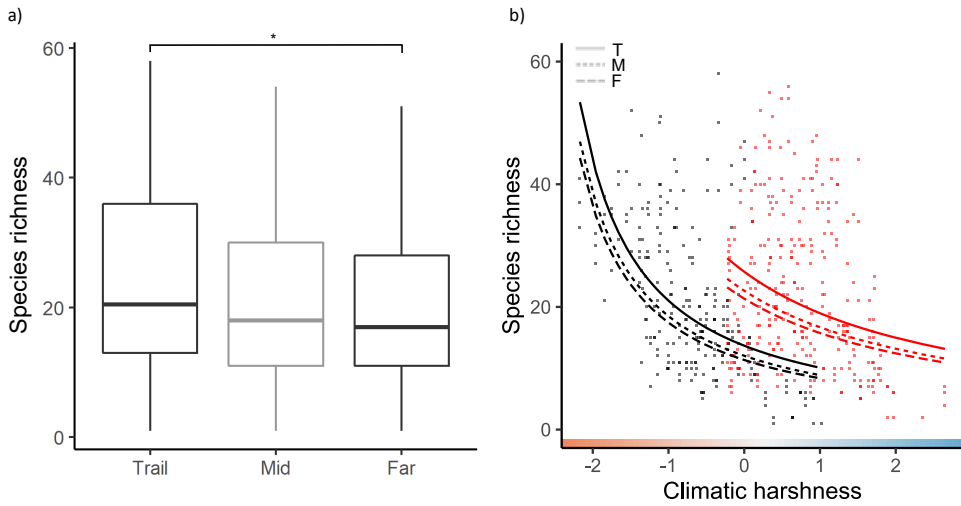 a)
Species richness
60
40
20
0
*
Trail Mid Far
b)
Species richness
60
40
20
0
T
M
F
-2 -1 0 1 2
Climatic harshness